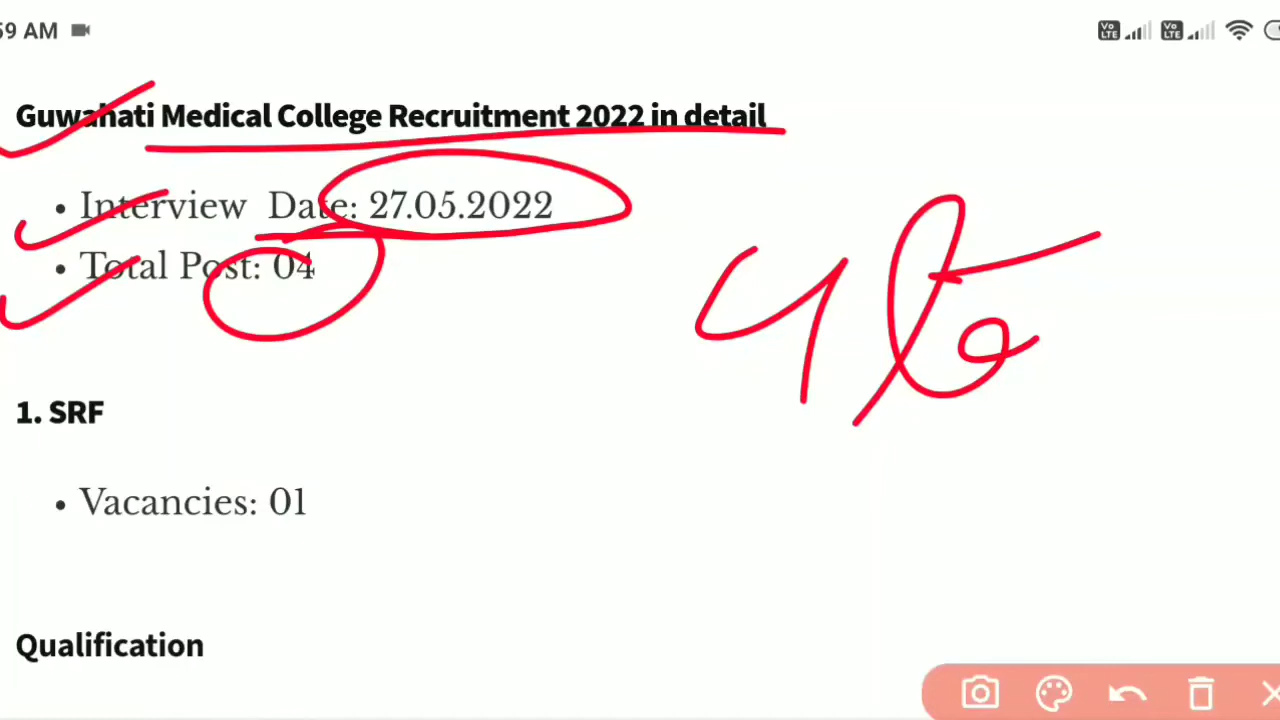 59 AM
Guwahati Medical College Recruitment 2022 in detail
• Interview Date: 27.05.2022
• Total Post: 04
1. SRF
• Vacancies: 01
Qualification